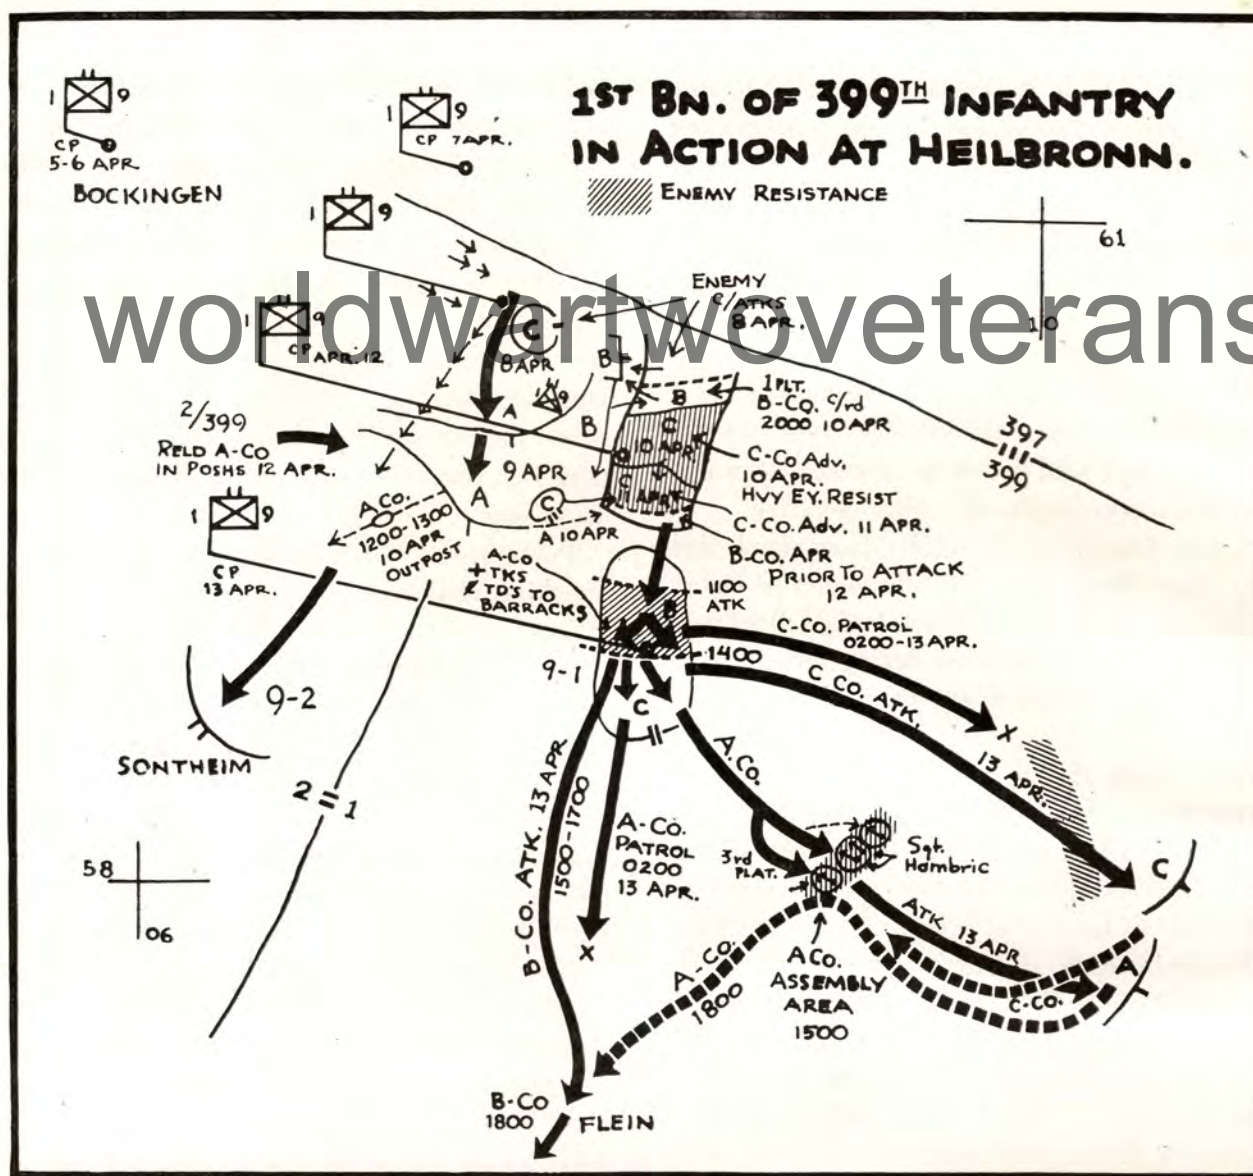 1ST BN. OF 399TH INFANTRY
IN ACTION AT HEILBRONN.
ENEMY RESISTANCE
1 9
CP
5-6 APR
BOCKINGEN
1 9
CP 7 APR.
1 9
61
10
worldwartwoveterans
ENEMY
C/ATKS
8 APR.
C
8 APR
B
1 9
CP APR. 12
A
9
B
B
1 PLT.
B-CO. C/rd
2000 10 APR
2/399
RELD A-CO
IN POSHS 12 APR.
C
10 APR
C-CO ADV.
10 APR.
HVY EY. RESIST
397
399
9 APR
A
C
C
1 APR
B
C-CO. ADV. 11 APR.
1 9
CP
13 APR.
A CO.
1200-1300
10 APR
OUTPOST
A 10 APR
B-CO. APR
PRIOR TO ATTACK
12 APR.
A-CO
+ TKS
& TD'S TO
BARRACKS
1100
ATK
B
C-CO. PATROL
0200-13 APR.
9-1
1400
C CO. ATK.
13 APR.
X
C
9-2
SONTHEIM
2 1
A.CO.
B-CO. ATK. 13 APR
1500-1700
A-CO.
PATROL
0200
13 APR.
X
3rd
PLAT.
Sgt.
Hambric
C
58
06
ATK 13 APR
A
C-CO.
A-CO.
1800
A CO.
ASSEMBLY
AREA
1500
B-CO
1800
FLEIN